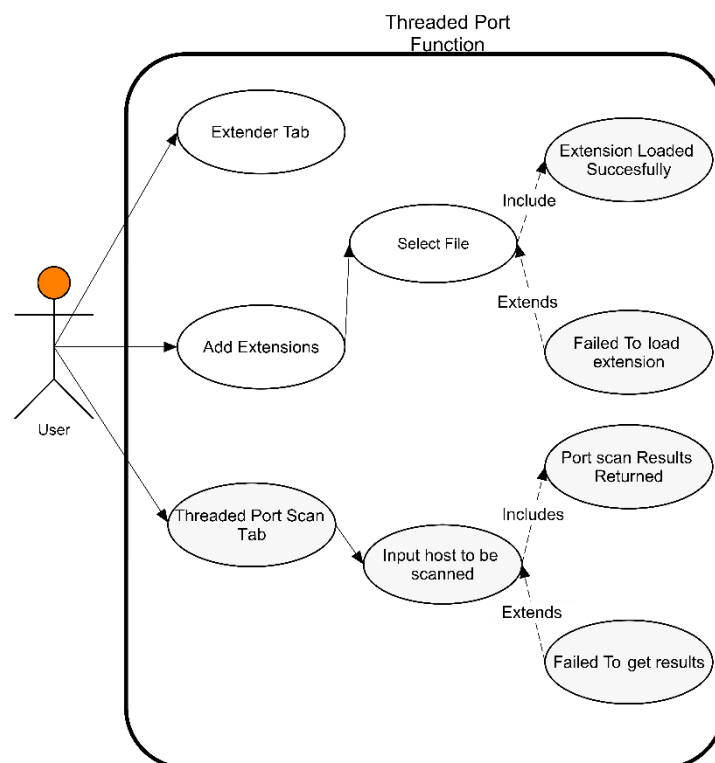 Threaded Port
Function
Extender Tab
Extension Loaded
Succesfully
Include
Select File
Extends
Add Extensions
Failed To load
extension
User
Port scan Results
Returned
Threaded Port Scan
Tab
Includes
Input host to be
scanned
Extends
Failed To get results